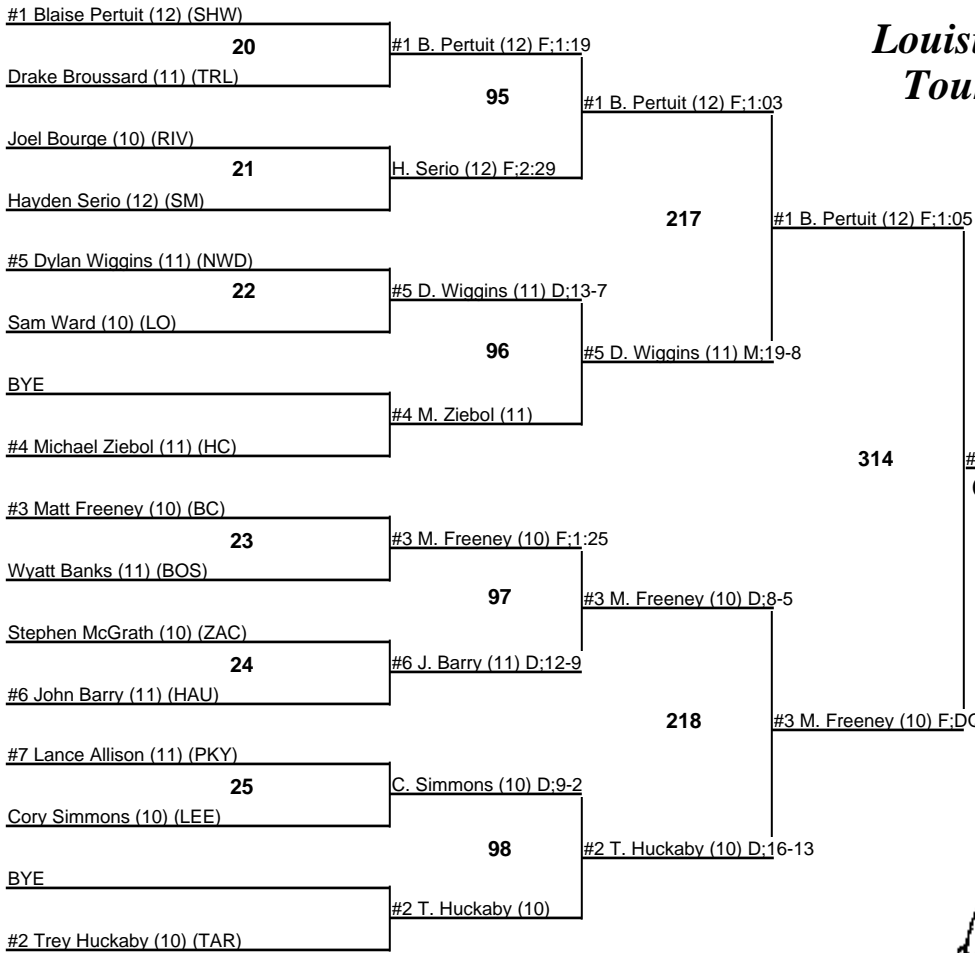 #1 Blaise Pertuit (12) (SHW)
20
Drake Broussard (11) (TRL)
#1 B. Pertuit (12) F;1:19
95
Joel Bourge (10) (RIV)
21
Hayden Serio (12) (SM)
H. Serio (12) F;2:29
#1 B. Pertuit (12) F;1:03
217
#5 Dylan Wiggins (11) (NWD)
22
Sam Ward (10) (LO)
#5 D. Wiggins (11) D;13-7
96
BYE
#4 Michael Ziebol (11) (HC)
#4 M. Ziebol (11)
#5 D. Wiggins (11) M;19-8
#1 B. Pertuit (12) F;1:05
314
#
#3 Matt Freeney (10) (BC)
23
Wyatt Banks (11) (BOS)
#3 M. Freeney (10) F;1:25
97
Stephen McGrath (10) (ZAC)
24
#6 John Barry (11) (HAU)
#6 J. Barry (11) D;12-9
#3 M. Freeney (10) D;8-5
218
#7 Lance Allison (11) (PKY)
25
Cory Simmons (10) (LEE)
C. Simmons (10) D;9-2
98
BYE
#2 Trey Huckaby (10) (TAR)
#2 T. Huckaby (10)
#2 T. Huckaby (10) D;16-13
#3 M. Freeney (10) F;